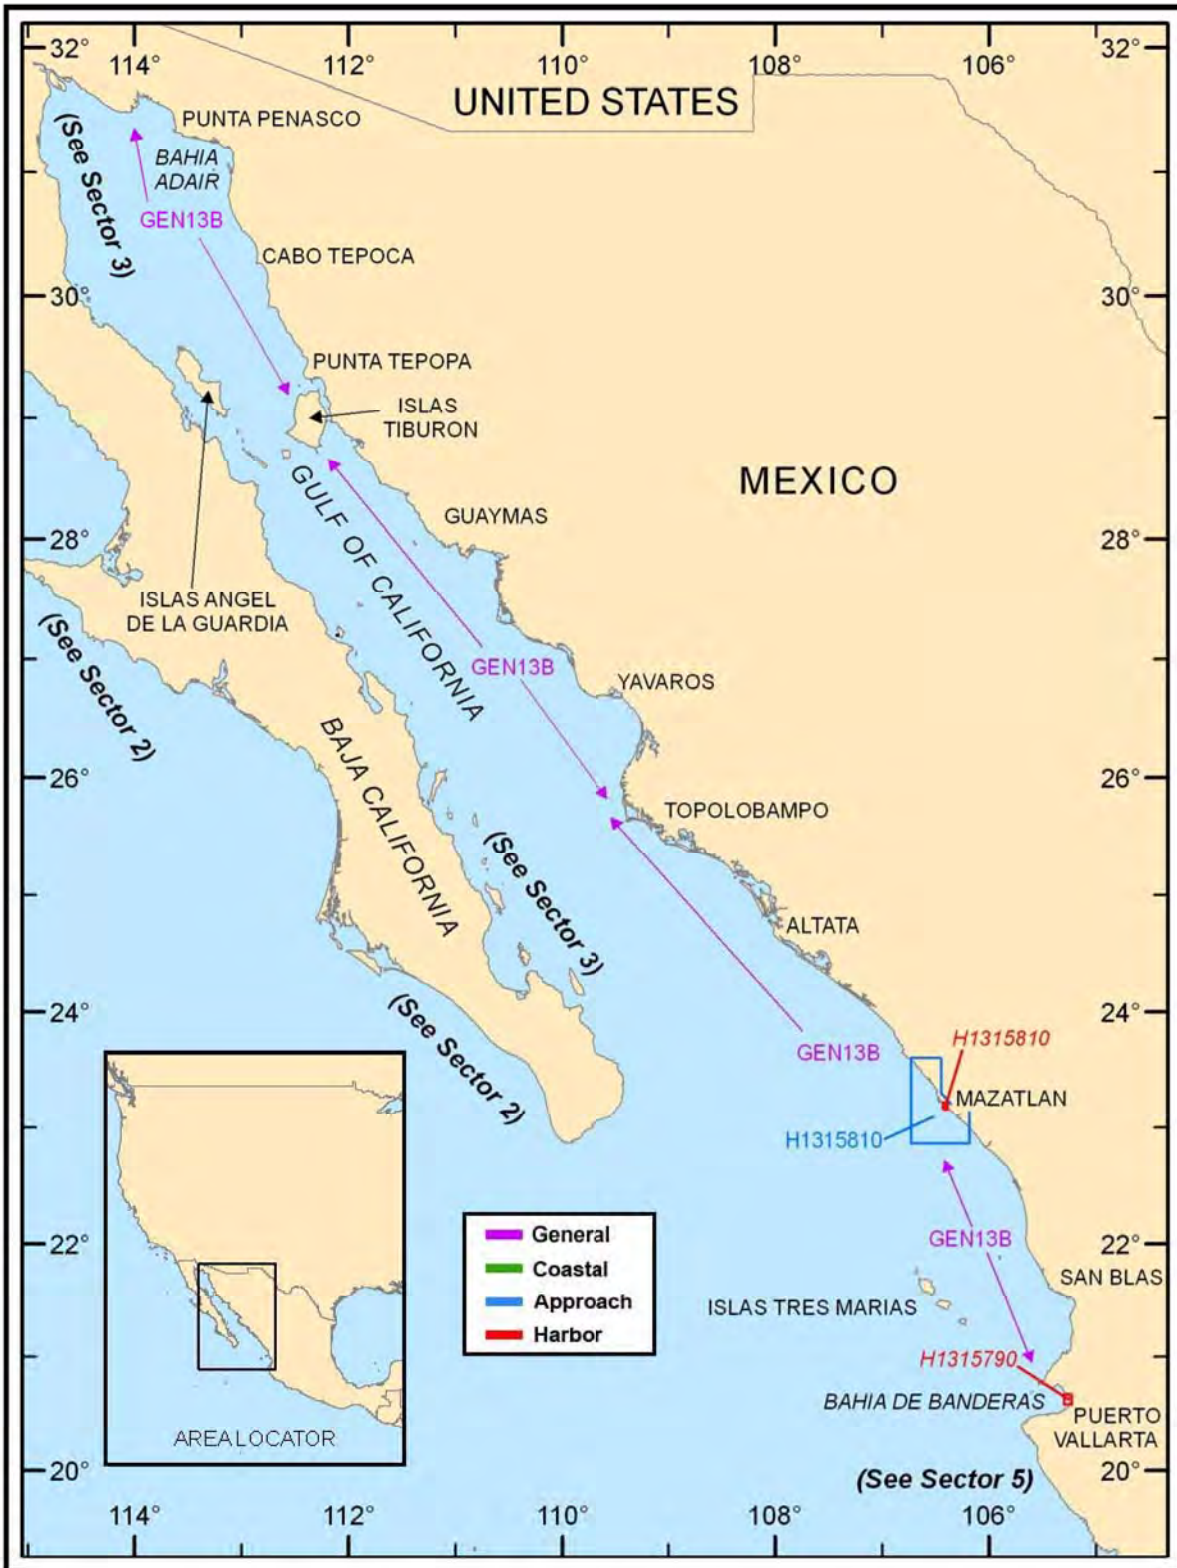 32°
114°
112°
110°
108°
106°
32°
UNITED STATES
PUNTA PENASCO
(See Sector 3)
BAHIA
ADAIR
GEN13B
CABO TEPOCA
30°
30°
PUNTA TEPOPA
ISLAS
TIBURON
MEXICO
GULF OF CALIFORNIA
GUAYMAS
28°
28°
ISLAS ANGEL
DE LA GUARDIA
(See Sector 2)
GEN13B
YAVAROS
BAJA CALIFORNIA
26°
26°
TOPOLOBAMPO
(See Sector 3)
ALTATA
24°
24°
(See Sector 2)
GEN13B
H1315810
MAZATLAN
H1315810
General
Coastal
Approach
Harbor
22°
GEN13B
22°
SAN BLAS
ISLAS TRES MARIAS
H1315790
BAHIA DE BANDERAS
PUERTO
VALLARTA
AREA LOCATOR
20°
(See Sector 5)
20°
114°
112°
110°
108°
106°